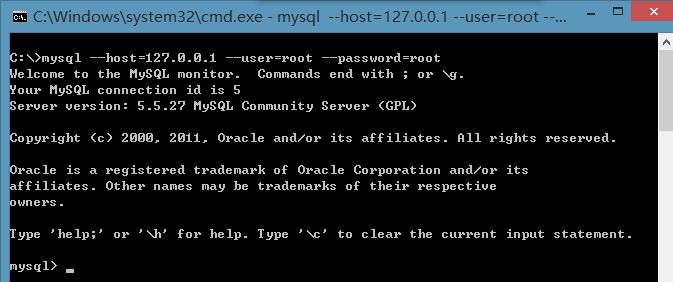 C:\Windows\system32\cmd.exe - mysql  --host=127.0.0.1 --user=root --...
C:\>mysql --host=127.0.0.1 --user=root --password=root
Welcome to the MySQL monitor.  Commands end with ; or \g.
Your MySQL connection id is 5
Server version: 5.5.27 MySQL Community Server (GPL)
Copyright (c) 2000, 2011, Oracle and/or its affiliates. All rights reserved.
Oracle is a registered trademark of Oracle Corporation and/or its
affiliates. Other names may be trademarks of their respective
owners.
Type 'help;' or '\h' for help. Type '\c' to clear the current input statement.
mysql> _